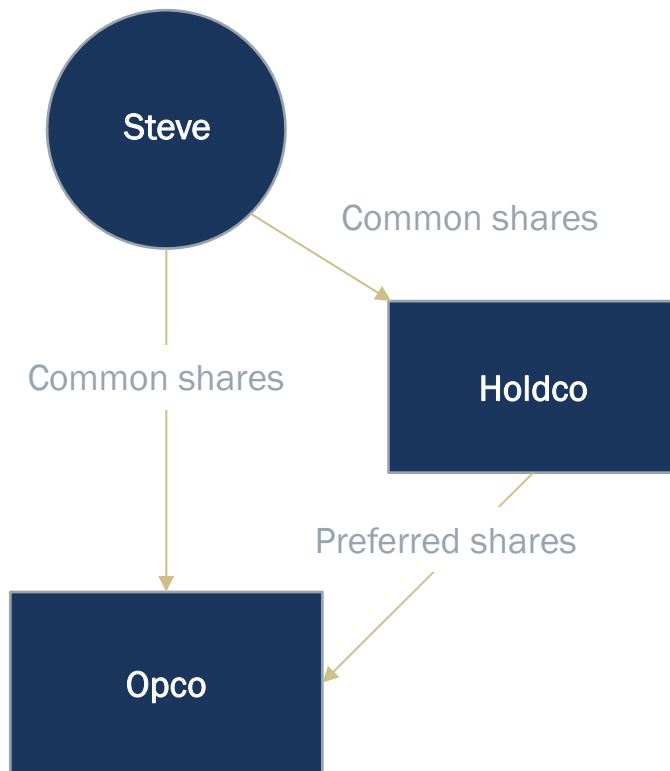 Steve
Common shares
Common shares
Holdco
Preferred shares
Opco